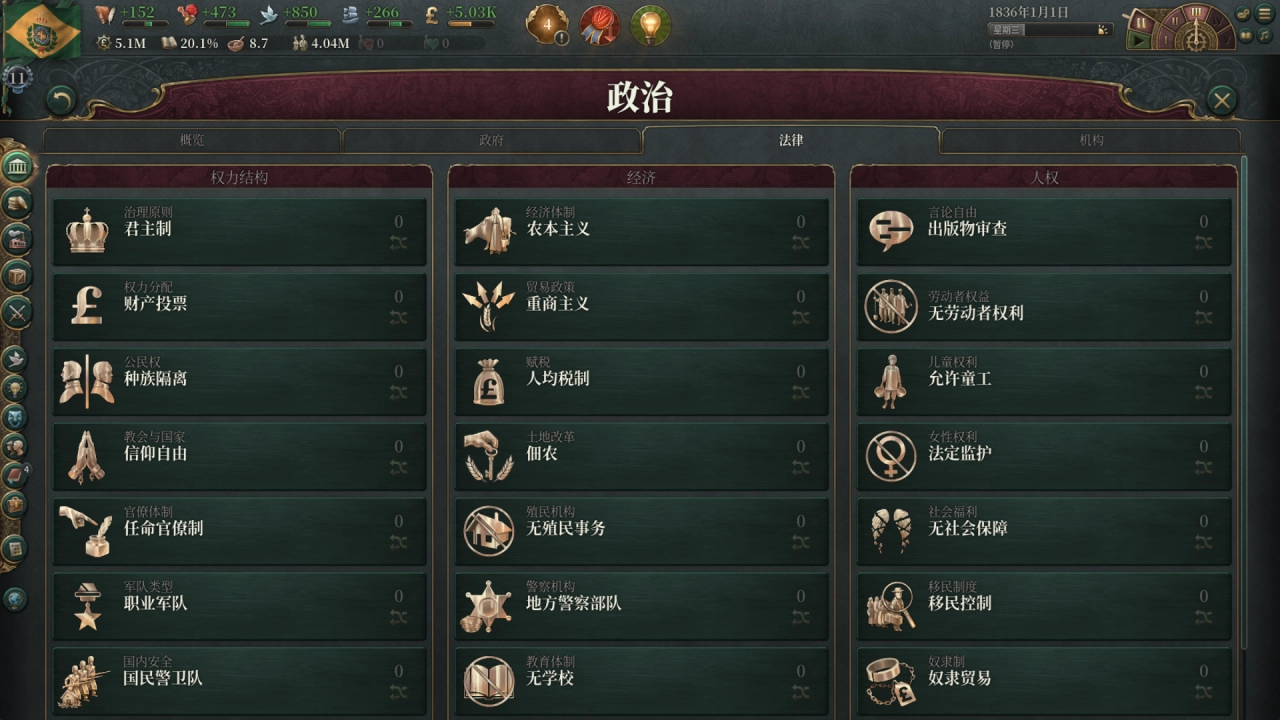 +152
+473
+850
+266
+5.03K
4
5.1M
20.1%
8.7
4.04M
0
0
1836年1月1日
星期三
(暂停)
11
政治
概览
政府
法律
机构
权力结构
治理原则
君主制
0
权力分配
财产投票
0
公民权
种族隔离
0
教会与国家
信仰自由
0
官僚体制
任命官僚制
0
军队类型
职业军队
0
国内安全
国民警卫队
0
经济
经济体制
农本主义
0
贸易政策
重商主义
0
赋税
人均税制
0
土地改革
佃农
0
殖民机构
无殖民事务
0
警察机构
地方警察部队
0
教育体制
无学校
0
人权
言论自由
出版物审查
0
劳动者权益
无劳动者权利
0
儿童权利
允许童工
0
女性权利
法定监护
0
社会福利
无社会保障
0
移民制度
移民控制
0
奴隶制
奴隶贸易
0
4